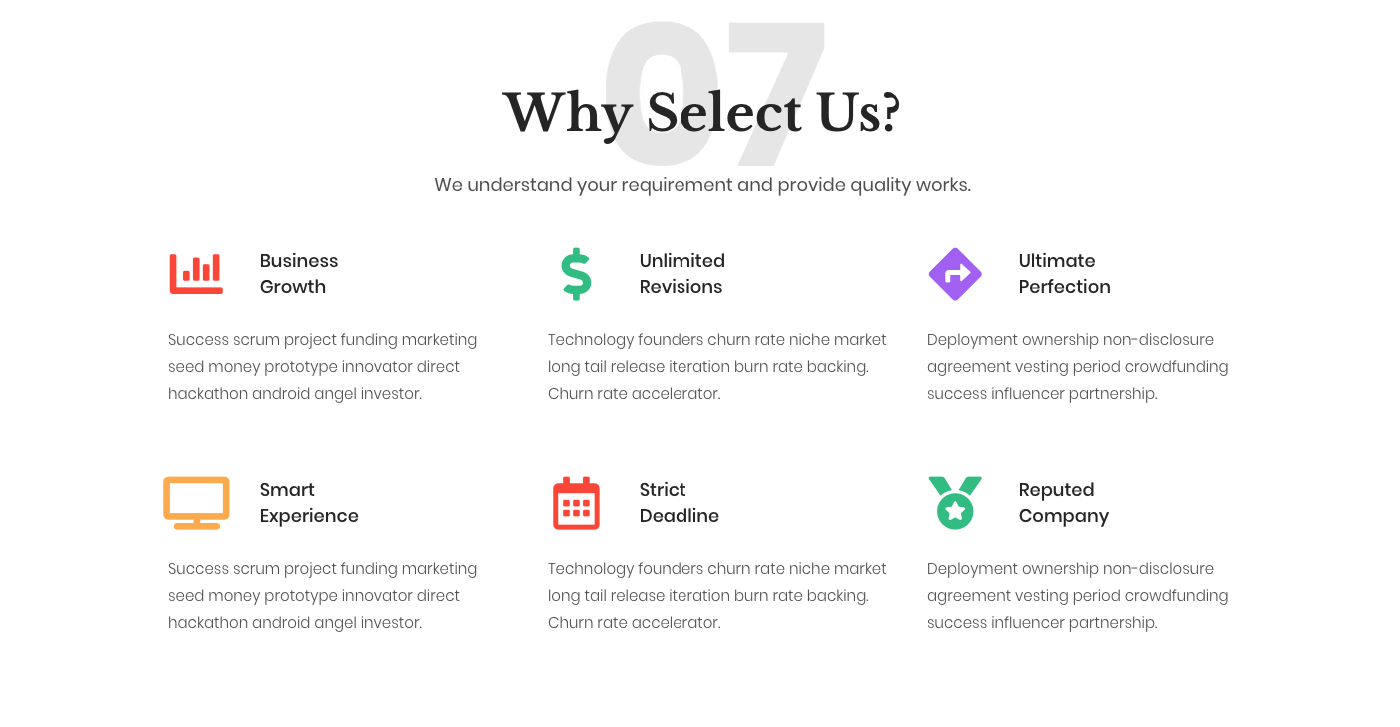 07
Why Select Us?
We understand your requirement and provide quality works.
Business
Growth
Success scrum project funding marketing
seed money prototype innovator direct
hackathon android angel investor.
Unlimited
Revisions
Technology founders churn rate niche market
long tail release iteration burn rate backing.
Churn rate accelerator.
Ultimate
Perfection
Deployment ownership non-disclosure
agreement vesting period crowdfunding
success influencer partnership.
Smart
Experience
Success scrum project funding marketing
seed money prototype innovator direct
hackathon android angel investor.
Strict
Deadline
Technology founders churn rate niche market
long tail release iteration burn rate backing.
Churn rate accelerator.
Reputed
Company
Deployment ownership non-disclosure
agreement vesting period crowdfunding
success influencer partnership.